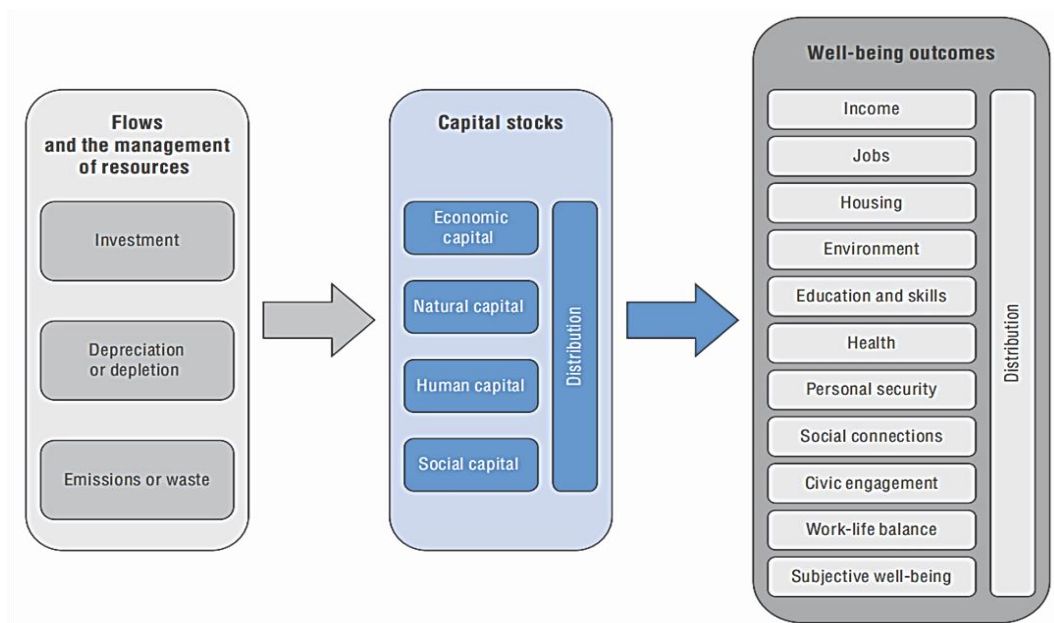 Flows
and the management
of resources
Investment
Depreciation
or depletion
Emissions or waste
Capital stocks
Economic
capital
Natural capital
Human capital
Social capital
Distribution
Well-being outcomes
Income
Jobs
Housing
Environment
Education and skills
Health
Personal security
Social connections
Civic engagement
Work-life balance
Subjective well-being
Distribution